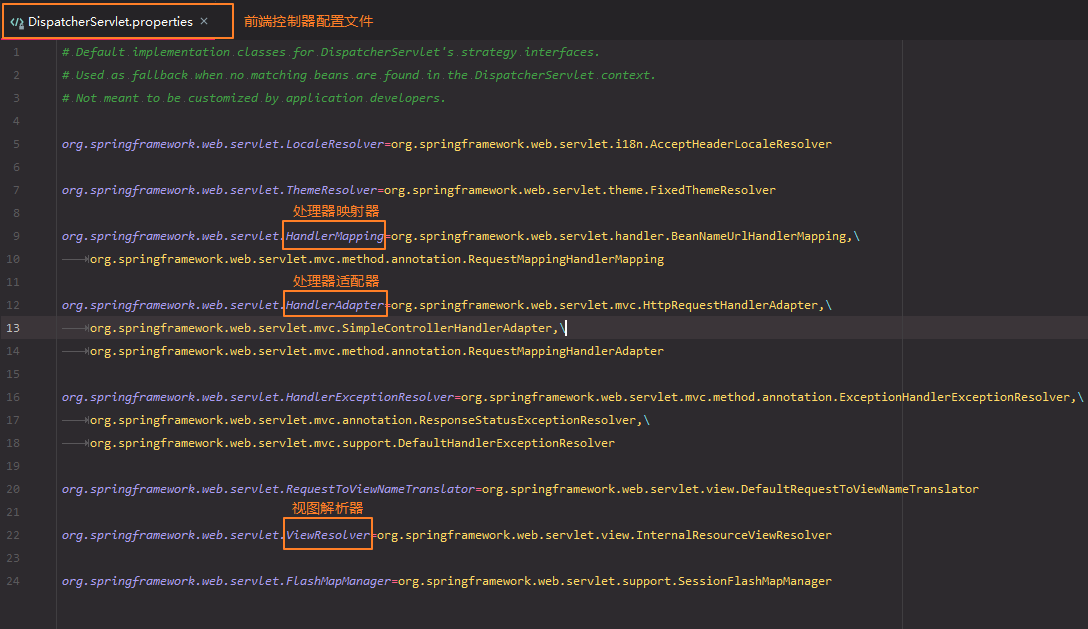 DispatcherServlet.properties × 前端控制器配置文件
1 # Default implementation classes for DispatcherServlet's strategy interfaces.
2 # Used as fallback when no matching beans are found in the DispatcherServlet context.
3 # Not meant to be customized by application developers.
4
5 org.springframework.web.servlet.LocaleResolver=org.springframework.web.servlet.i18n.AcceptHeaderLocaleResolver
6
7 org.springframework.web.servlet.ThemeResolver=org.springframework.web.servlet.theme.FixedThemeResolver
8 处理器映射器
9 org.springframework.web.servlet.HandlerMapping=org.springframework.web.servlet.handler.BeanNameUrlHandlerMapping,\
10 org.springframework.web.servlet.mvc.method.annotation.RequestMappingHandlerMapping
11 处理器适配器
12 org.springframework.web.servlet.HandlerAdapter=org.springframework.web.servlet.mvc.HttpRequestHandlerAdapter,\
13 org.springframework.web.servlet.mvc.SimpleControllerHandlerAdapter,\
14 org.springframework.web.servlet.mvc.method.annotation.RequestMappingHandlerAdapter
15
16 org.springframework.web.servlet.HandlerExceptionResolver=org.springframework.web.servlet.mvc.method.annotation.ExceptionHandlerExceptionResolver,\
17 org.springframework.web.servlet.mvc.annotation.ResponseStatusExceptionResolver,\
18 org.springframework.web.servlet.mvc.support.DefaultHandlerExceptionResolver
19
20 org.springframework.web.servlet.RequestToViewNameTranslator=org.springframework.web.servlet.view.DefaultRequestToViewNameTranslator
21 视图解析器
22 org.springframework.web.servlet.ViewResolver=org.springframework.web.servlet.view.InternalResourceViewResolver
23
24 org.springframework.web.servlet.FlashMapManager=org.springframework.web.servlet.support.SessionFlashMapManager